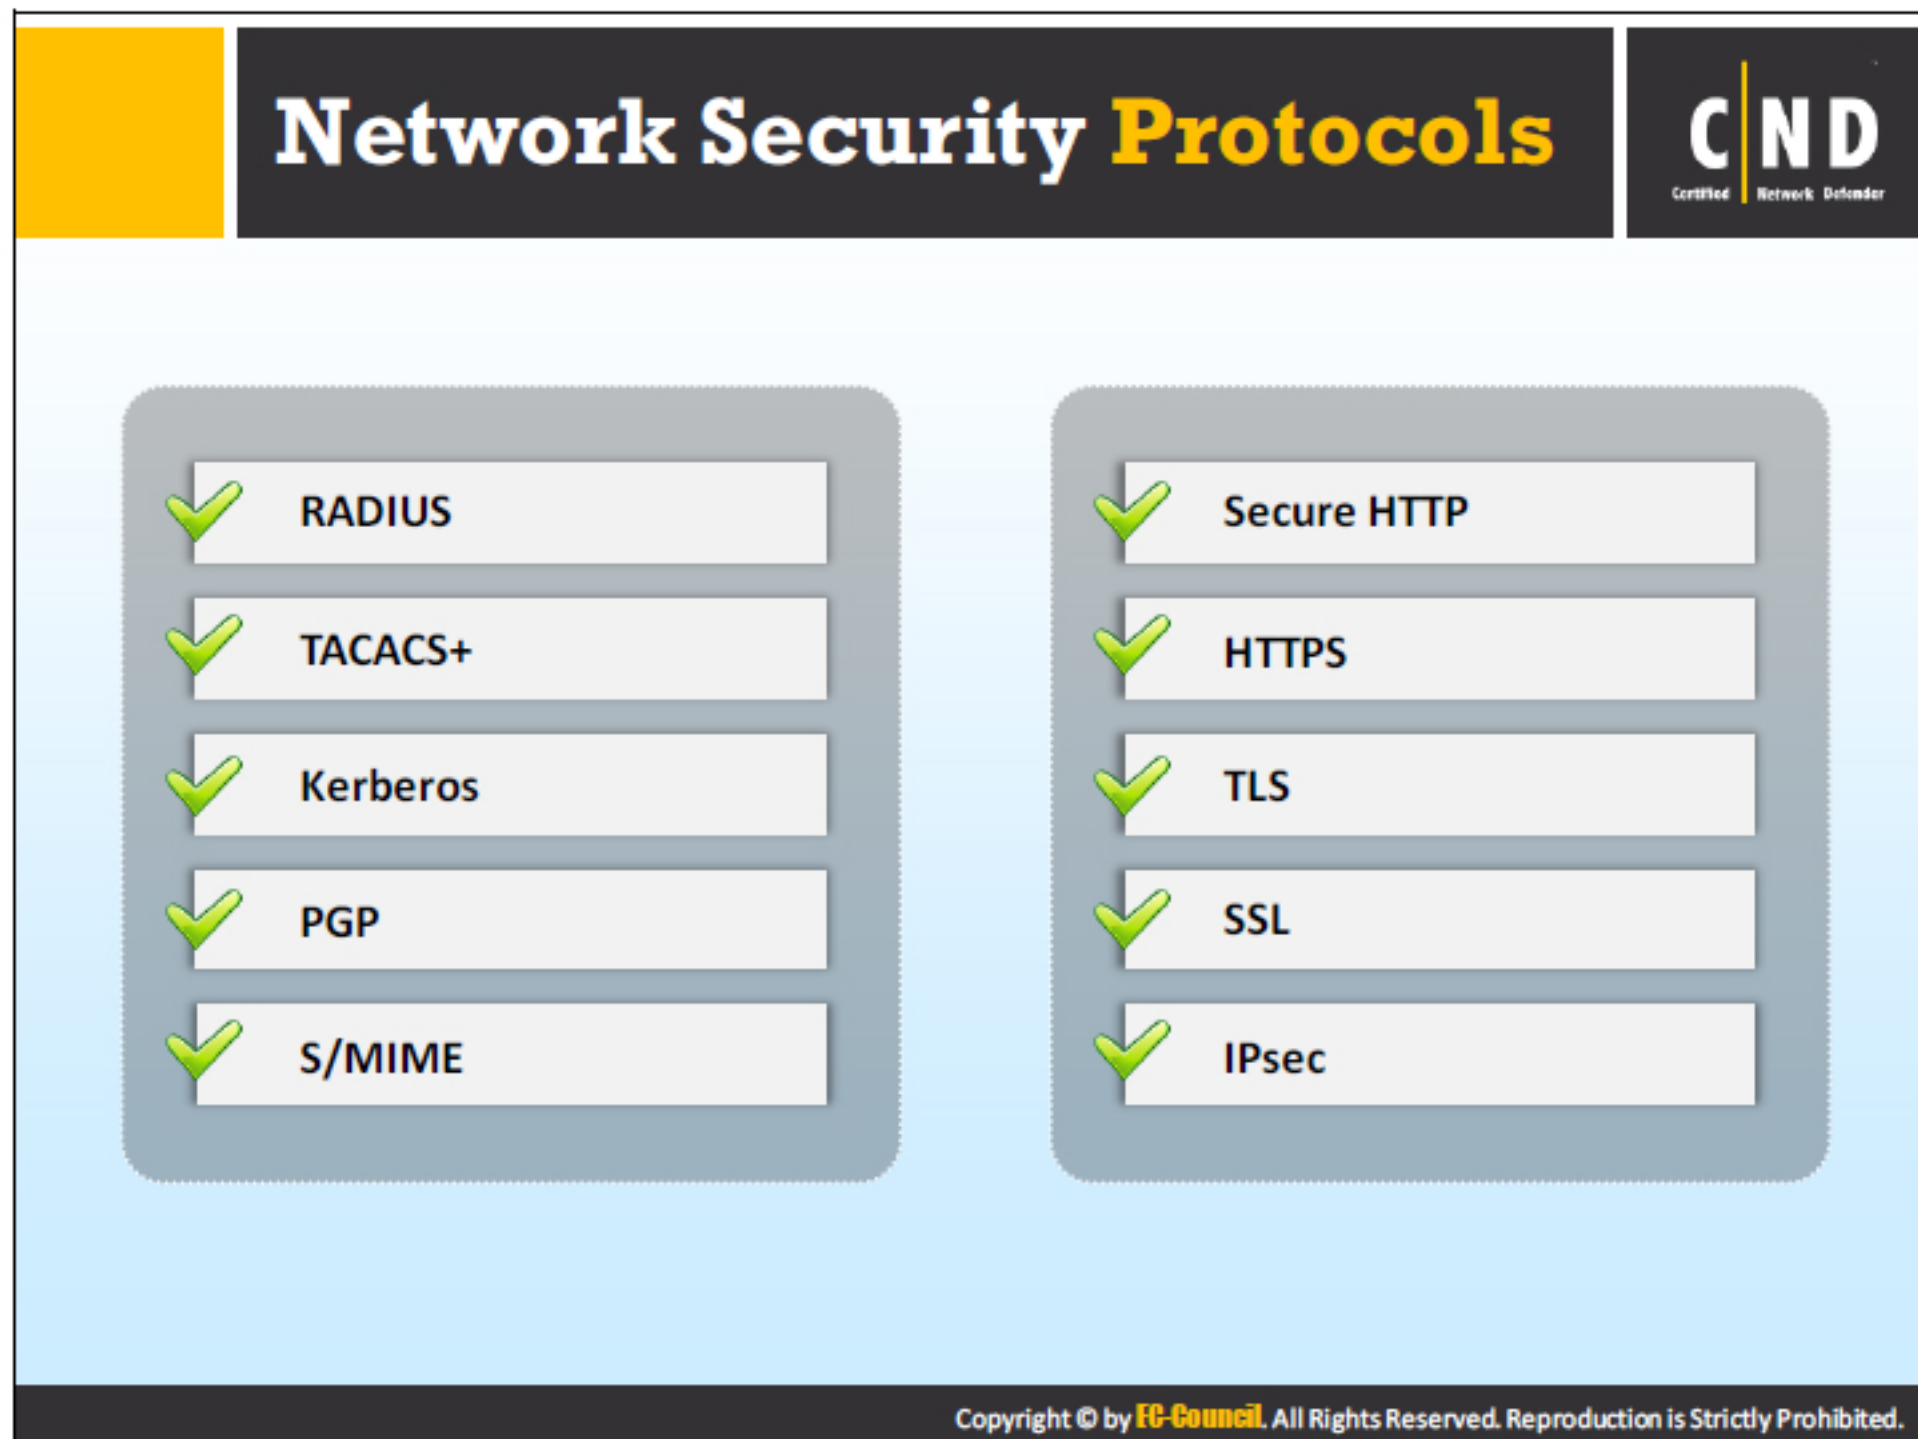 Network Security Protocols
C|ND
Certified Network Defender
RADIUS
TACACS+
Kerberos
PGP
S/MIME
Secure HTTP
HTTPS
TLS
SSL
IPsec
Copyright © by EC-Council. All Rights Reserved. Reproduction is Strictly Prohibited.